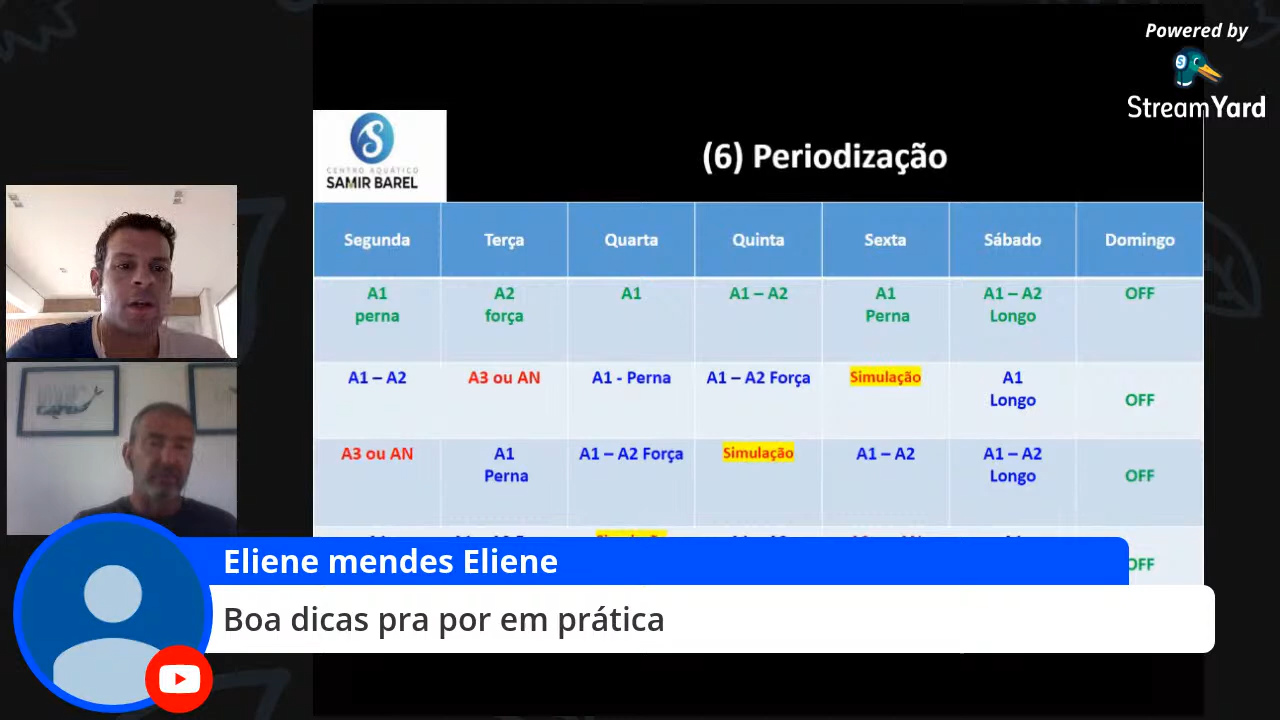 Powered by
StreamYard
CENTRO AQUÁTICO
SAMIR BAREL
(6) Periodização
Segunda Terça Quarta Quinta Sexta Sábado Domingo
A1 A2 A1 A1 – A2 A1 A1 – A2 OFF
perna força Perna Longo
A1 – A2 A3 ou AN A1 - Perna A1 – A2 Força Simulação A1
Longo OFF
A3 ou AN A1 A1 – A2 Força Simulação A1 – A2 A1 – A2
Perna Longo OFF
OFF
Eliene mendes Eliene
Boa dicas pra por em prática